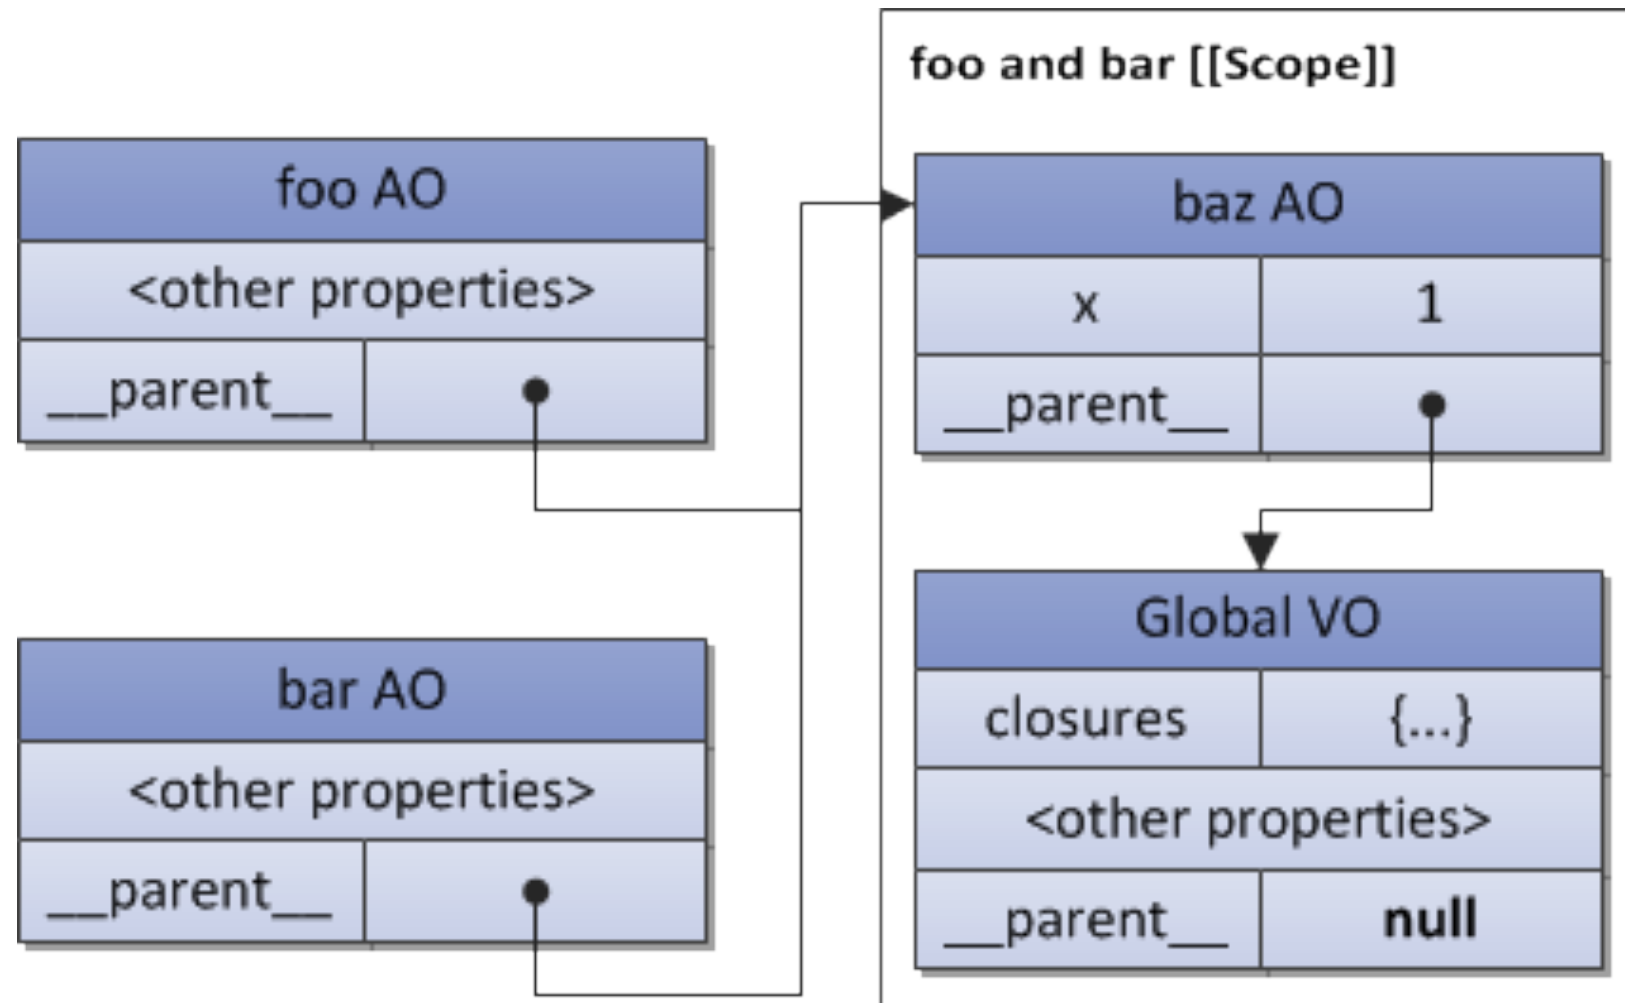 foo and bar [[Scope]]
foo AO
<other properties>
__parent__
bar AO
<other properties>
__parent__
baz AO
x 1
__parent__
Global VO
closures {...}
<other properties>
__parent__ null